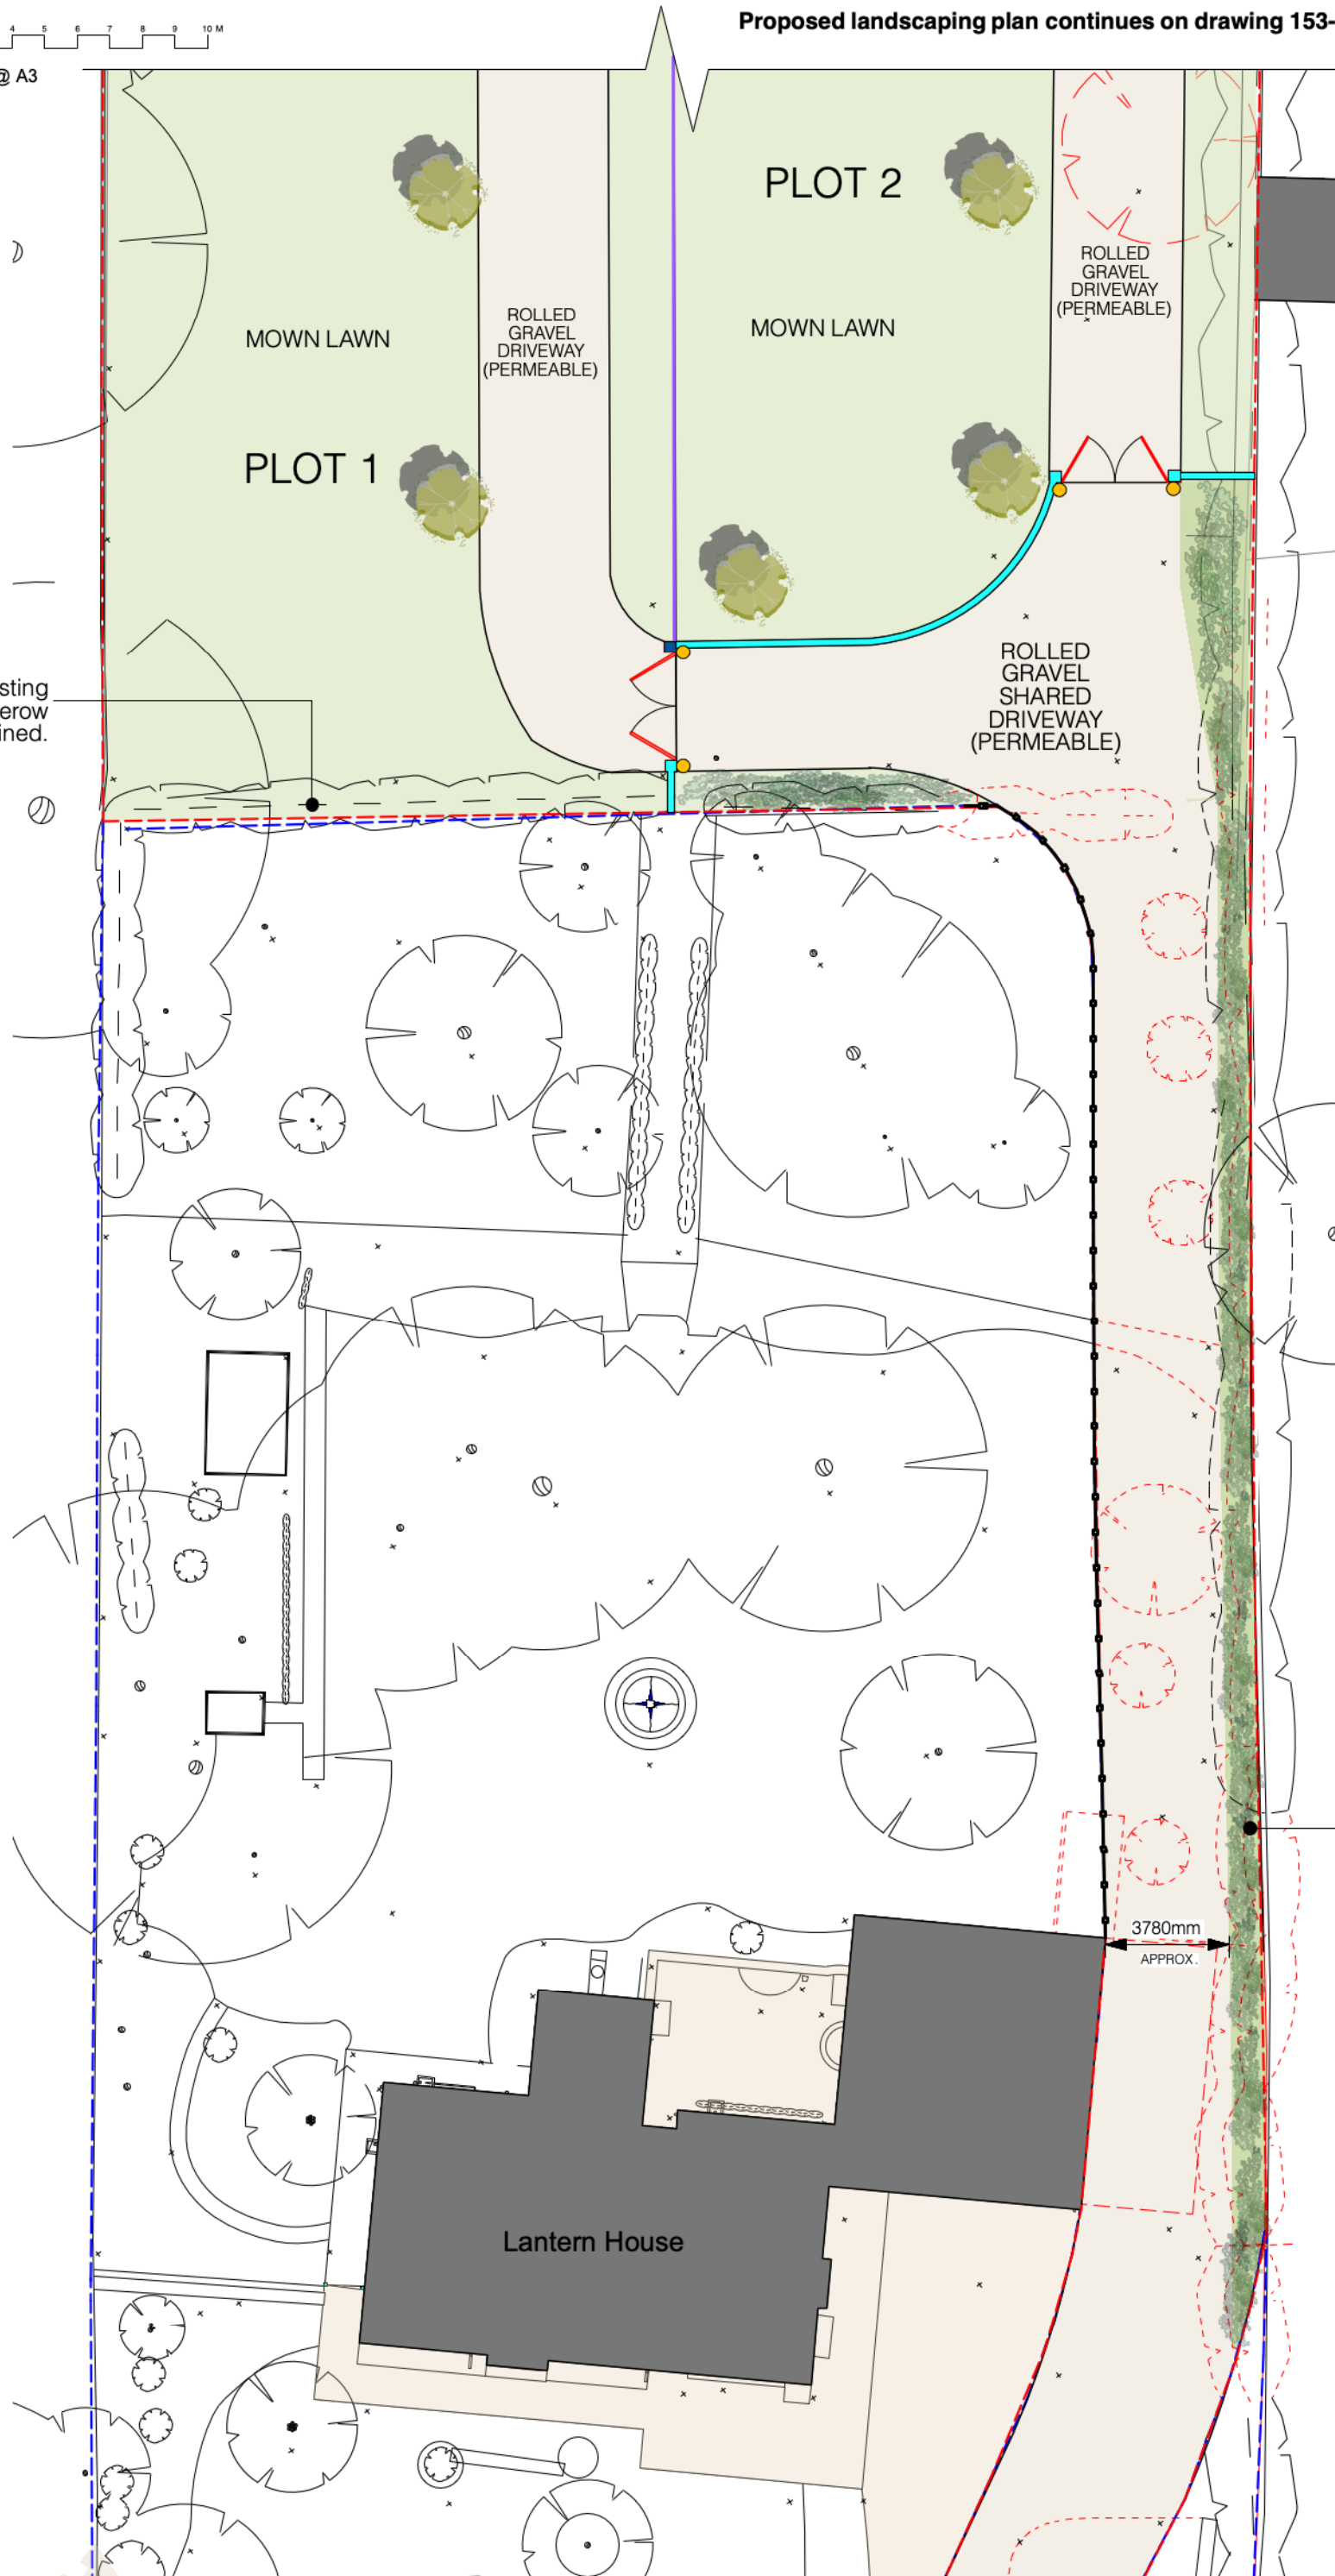 4 5 6 7 8 9 10 M
Proposed landscaping plan continues on drawing 153-
@ A3
PLOT 2
ROLLED
GRAVEL
DRIVEWAY
(PERMEABLE)
ROLLED
GRAVEL
DRIVEWAY
(PERMEABLE)
MOWN LAWN
MOWN LAWN
PLOT 1
ROLLED
GRAVEL
SHARED
DRIVEWAY
(PERMEABLE)
sting
erow
ined.
3780mm
APPROX.
Lantern House